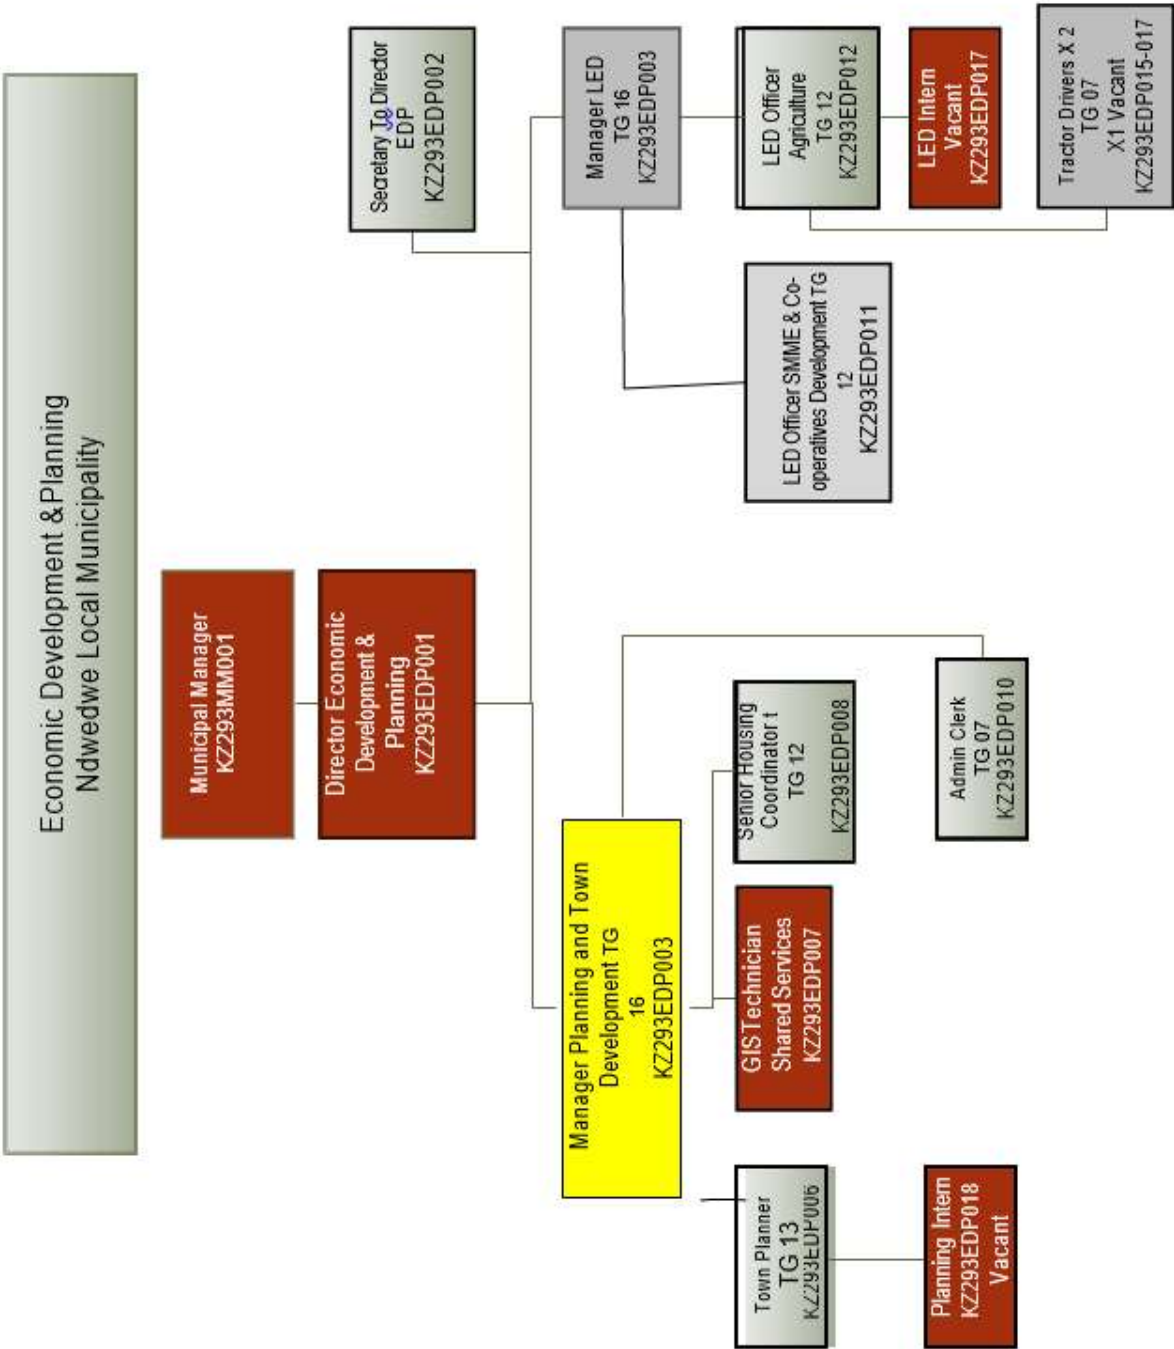 Economic Development &Planning
Ndwedwe Local Municipality
Municipal Manager
KZ293MM001
Director Economic
Development &
Planning
KZ293EDP001
Secretary To Director
EDP
KZ293EDP002
Manager Planning and Town
Development TG
16
KZ293EDP003
Manager LED
TG 16
KZ293EDP003
Town Planner
TG 13
KZ293EDP006
GIS Technician
Shared Services
KZ293EDP007
Senior Housing
Coordinator t
TG 12
KZ293EDP008
LED Officer SMME & Co-
operatives Development TG
12
KZ293EDP011
LED Officer
Agriculture
TG 12
KZ293EDP012
Planning Intern
KZ293EDP018
Vacant
Admin Clerk
TG 07
KZ293EDP010
LED Intern
Vacant
KZ293EDP017
Tractor Drivers X 2
TG 07
X1 Vacant
KZ293EDP015-017